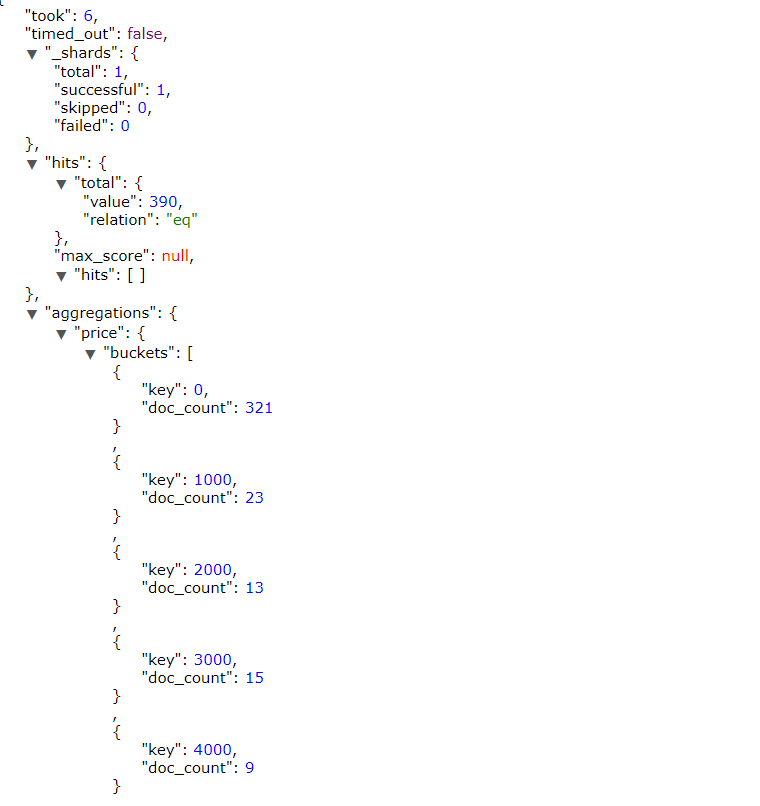 "took": 6,
"timed_out": false,
▼ "_shards": {
"total": 1,
"successful": 1,
"skipped": 0,
"failed": 0
},
▼ "hits": {
▼ "total": {
"value": 390,
"relation": "eq"
},
"max_score": null,
▼ "hits": [ ]
},
▼ "aggregations": {
▼ "price": {
▼ "buckets": [
{
"key": 0,
"doc_count": 321
}
,
{
"key": 1000,
"doc_count": 23
}
,
{
"key": 2000,
"doc_count": 13
}
,
{
"key": 3000,
"doc_count": 15
}
,
{
"key": 4000,
"doc_count": 9
}